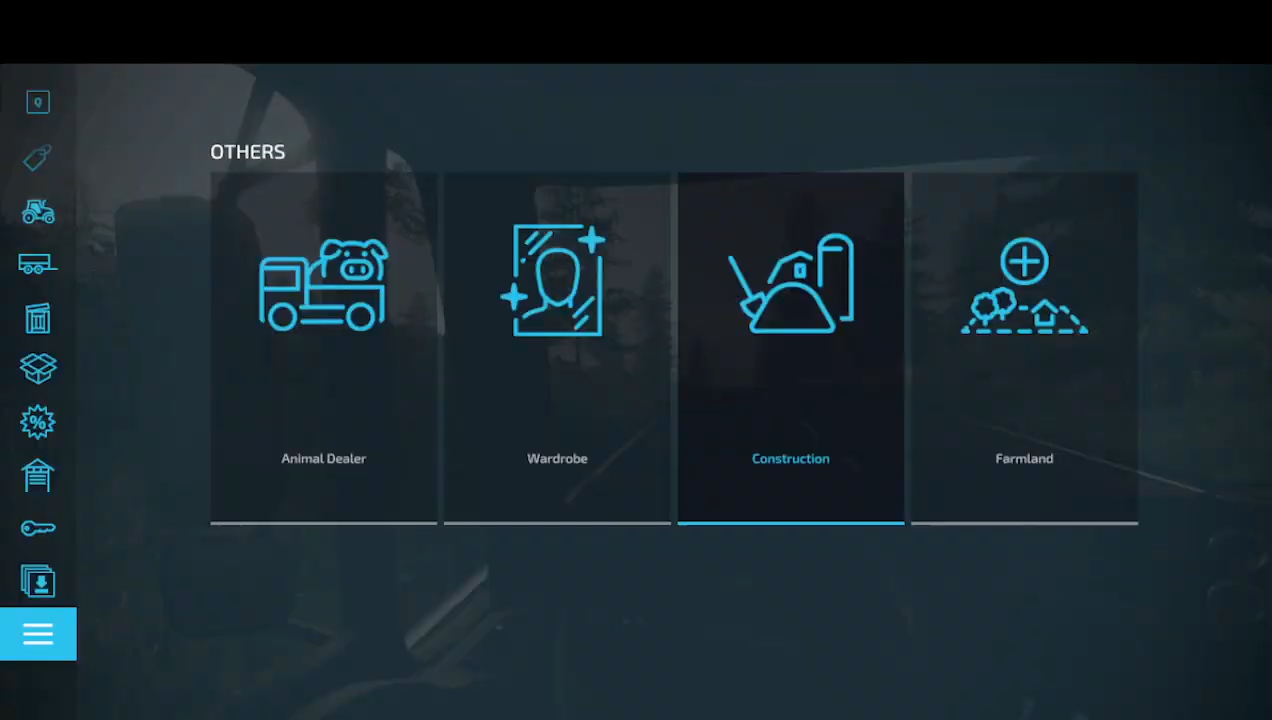 Q
OTHERS
%
Animal Dealer
Wardrobe
Construction
Farmland